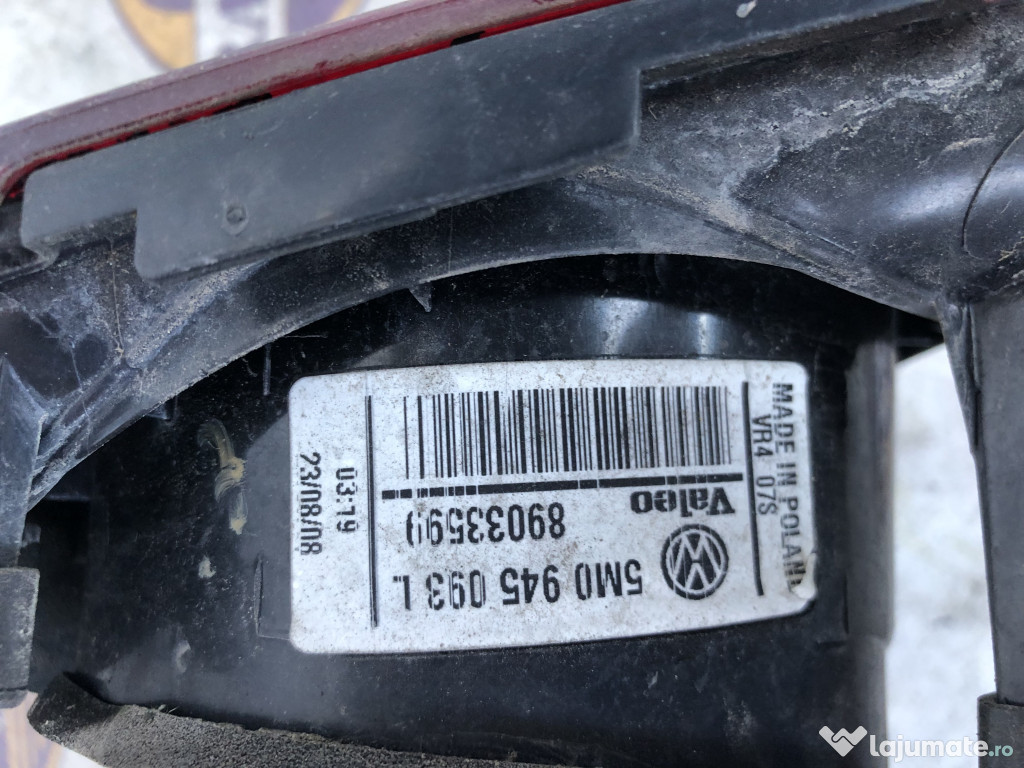 5M0 945 093 L
89033599
Valeo
MADE IN POLAND
VR4 07S
03:19
23/08/08
lajumate.ro